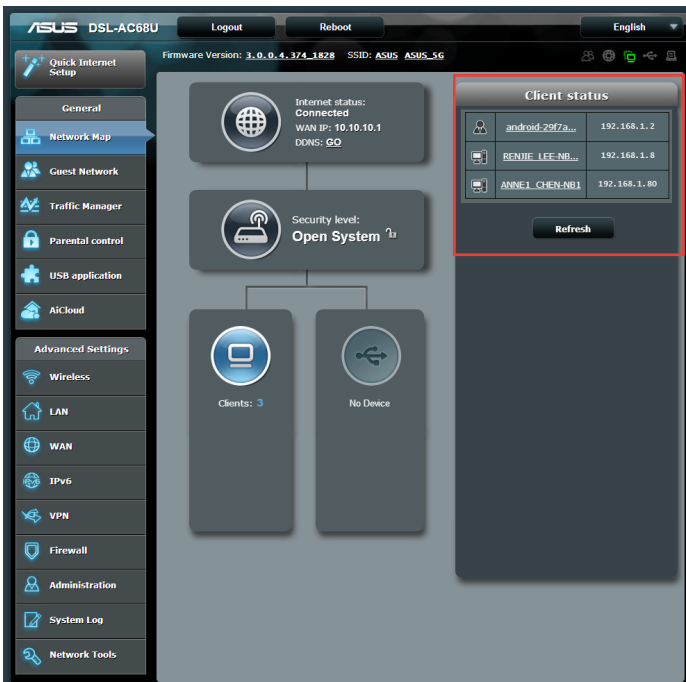 ASUS DSL-AC68U
Logout
Reboot
English
Quick Internet
Setup
Firmware Version: 3.0.0.4.374_1828 SSID: ASUS ASUS_5G
General
Network Map
Guest Network
Traffic Manager
Parental control
USB application
AiCloud
Advanced Settings
Wireless
LAN
WAN
IPv6
IPv6
VPN
Firewall
Administration
System Log
Network Tools
Internet status:
Connected
WAN IP: 10.10.10.1
DDNS: GO
Security level:
Open System
Clients: 3
No Device
Client status
android-29f7a... 192.168.1.2
RENJIE_LEE-NB... 192.168.1.8
ANNE1_CHEN-NB1 192.168.1.80
Refresh